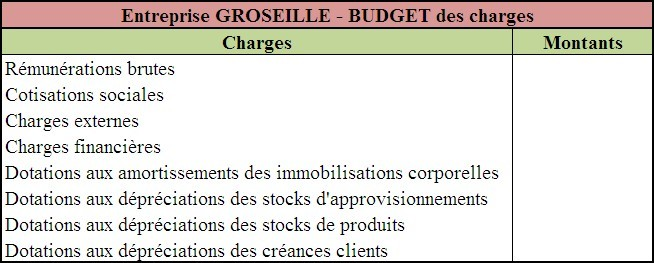 Entreprise GROSEILLE - BUDGET des charges
Charges Montants
Rémunérations brutes
Cotisations sociales
Charges externes
Charges financières
Dotations aux amortissements des immobilisations corporelles
Dotations aux dépréciations des stocks d'approvisionnements
Dotations aux dépréciations des stocks de produits
Dotations aux dépréciations des créances clients